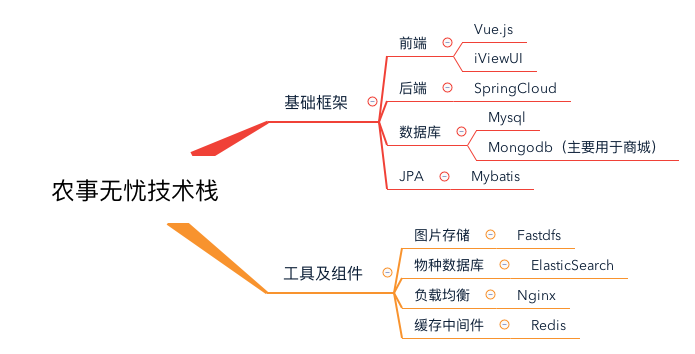 农事无忧技术栈
基础框架
前端
Vue.js
iViewUI
后端
SpringCloud
数据库
Mysql
Mongodb（主要用于商城）
JPA
Mybatis
工具及组件
图片存储
Fastdfs
物种数据库
ElasticSearch
负载均衡
Nginx
缓存中间件
Redis